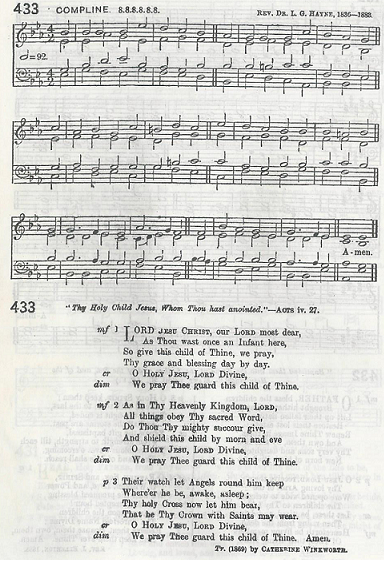 433 COMPLINE 8.8.8.8.8.8. REV. DR. L. G. HAYNE, 1836—1883.
=92.
A-men.
433 "Thy Holy Child Jesus, Whom Thou hast anointed."—ACTS iv. 27.
mf 1 LORD JESU CHRIST, our Lord most dear,
As Thou wast once an Infant here,
So give this child of Thine, we pray,
Thy grace and blessing day by day.
cr O HOLY JESU, LORD Divine,
dim We pray Thee guard this child of Thine.
mf 2 As in Thy Heavenly Kingdom, LORD,
All things obey Thy sacred Word,
Do Thou Thy mighty succour give,
And shield this child by morn and eve
cr O HOLY JESU, LORD Divine,
dim We pray Thee guard this child of Thine.
p 3 Their watch let Angels round him keep
Where'er he be, awake, asleep;
Thy holy Cross now let him bear,
That he Thy Crown with Saints may wear.
cr O HOLY JESU, LORD Divine,
dim We pray Thee guard this child of Thine. Amen.
Tr. (1869) by CATHERINE WINKWORTH.